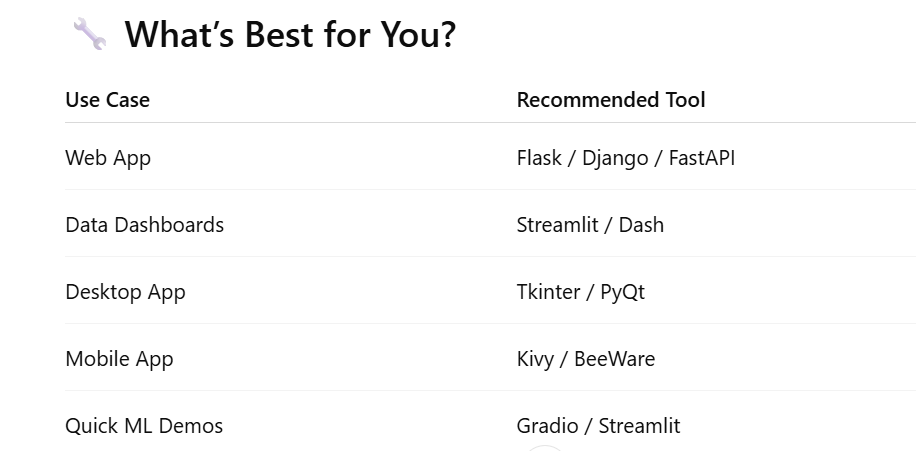 🔧 What's Best for You?
Use Case Recommended Tool
Web App Flask / Django / FastAPI
Data Dashboards Streamlit / Dash
Desktop App Tkinter / PyQt
Mobile App Kivy / BeeWare
Quick ML Demos Gradio / Streamlit